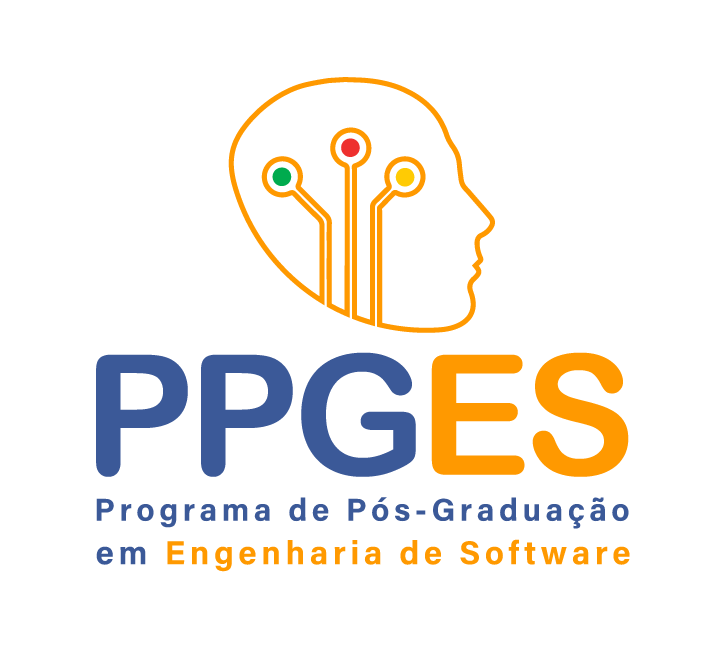 PPGES
Programa de Pós-Graduação
em Engenharia de Software